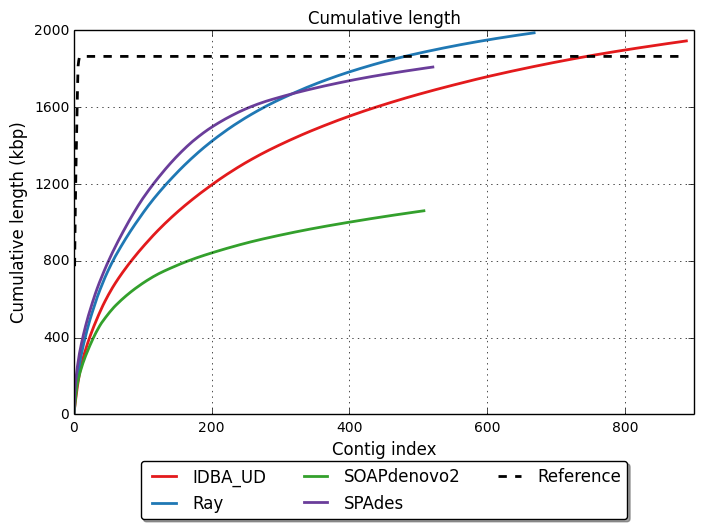 Cumulative length
2000
1600
1200
800
400
0
Cumulative length (kbp)
0 200 400 600 800
Contig index
IDBA_UD SOAPdenovo2 Reference
Ray SPAdes